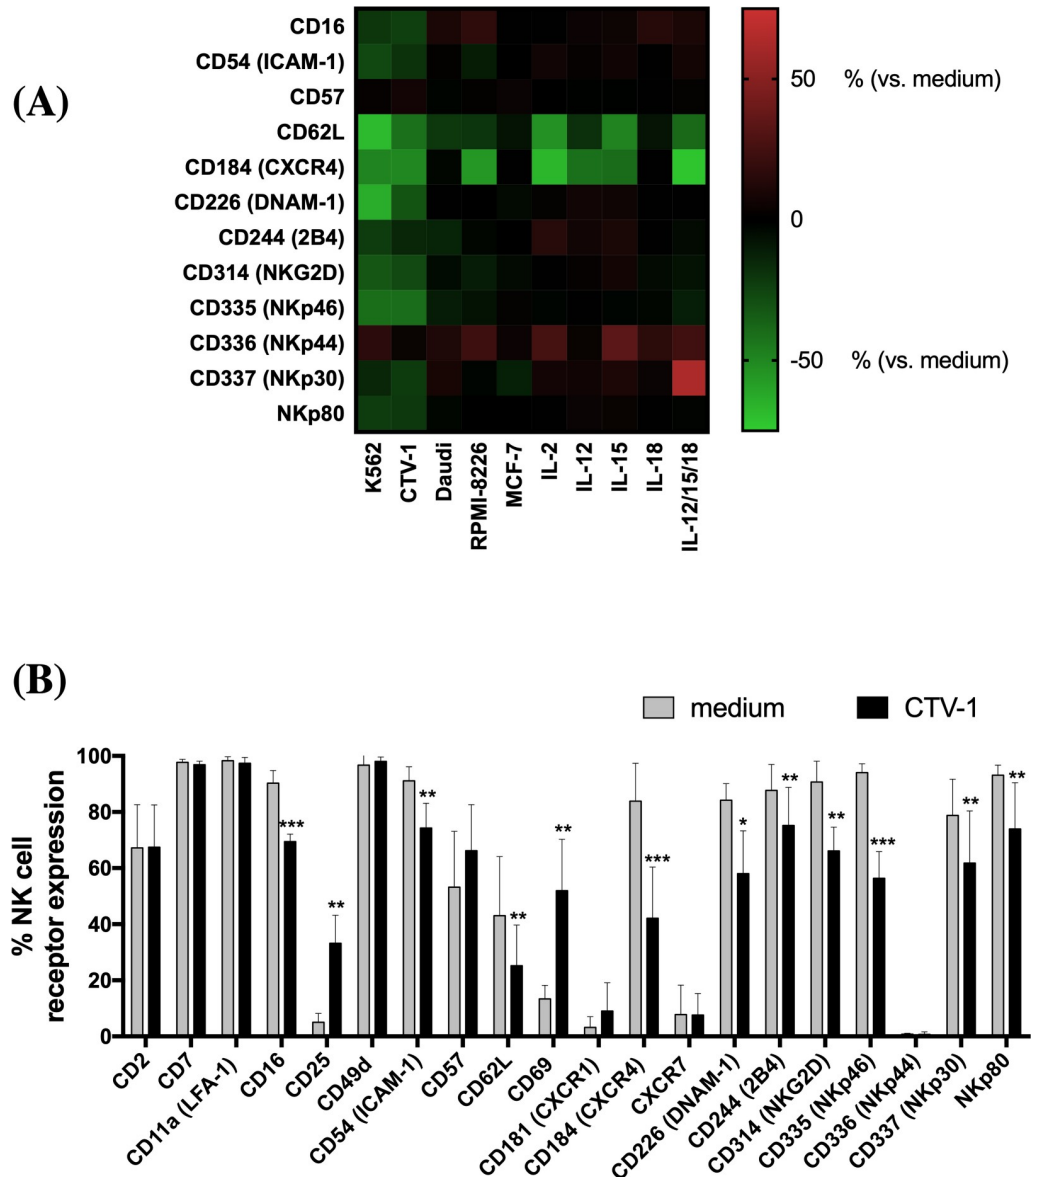 (A)
CD16
CD54 (ICAM-1)
CD57
CD62L
CD184 (CXCR4)
CD226 (DNAM-1)
CD244 (2B4)
CD314 (NKG2D)
CD335 (NKp46)
CD336 (NKp44)
CD337 (NKp30)
NKp80
K562
CTV-1
Daudi
RPMI-8226
MCF-7
IL-2
IL-12
IL-15
IL-18
IL-12/15/18
50 % (vs. medium)
0
-50 % (vs. medium)
(B)
medium CTV-1
% NK cell
receptor expression
100
80
60
40
20
0
***
**
**
**
**
***
*
**
**
***
**
**
CD2
CD7
CD11a (LFA-1)
CD16
CD25
CD49d
CD54 (ICAM-1)
CD57
CD62L
CD69
CD181 (CXCR1)
CD184 (CXCR4)
CXCR7
CD226 (DNAM-1)
CD244 (2B4)
CD314 (NKG2D)
CD335 (NKp46)
CD336 (NKp44)
CD337 (NKp30)
NKp80